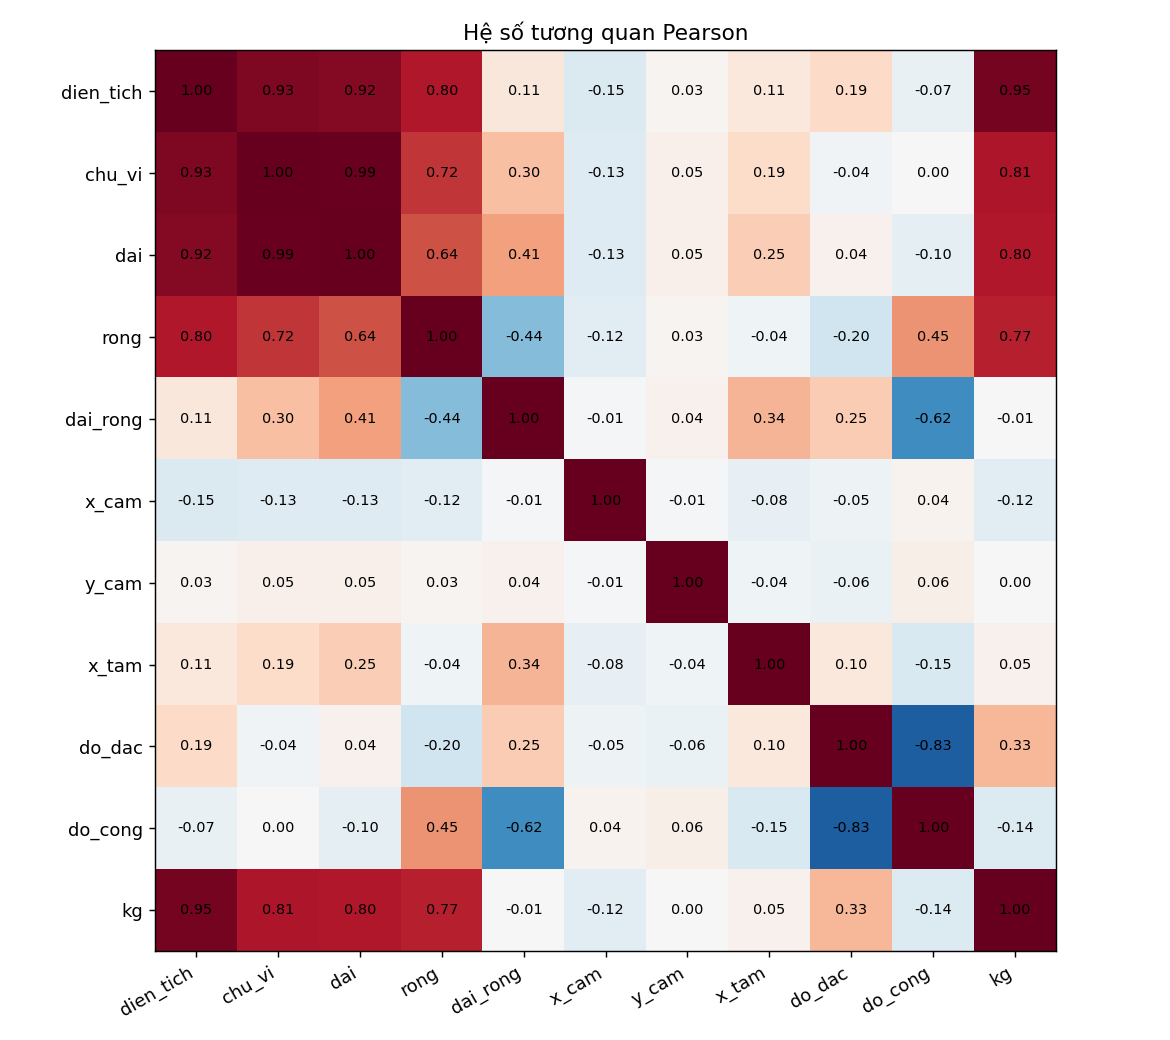 Hệ số tương quan Pearson
dien_tich 1.00 0.93 0.92 0.80 0.11 -0.15 0.03 0.11 0.19 -0.07 0.95
chu_vi 0.93 1.00 0.99 0.72 0.30 -0.13 0.05 0.19 -0.04 0.00 0.81
dai 0.92 0.99 1.00 0.64 0.41 -0.13 0.05 0.25 0.04 -0.10 0.80
rong 0.80 0.72 0.64 1.00 -0.44 -0.12 0.03 -0.04 -0.20 0.45 0.77
dai_rong 0.11 0.30 0.41 -0.44 1.00 -0.01 0.04 0.34 0.25 -0.62 -0.01
x_cam -0.15 -0.13 -0.13 -0.12 -0.01 1.00 -0.01 -0.08 -0.05 0.04 -0.12
y_cam 0.03 0.05 0.05 0.03 0.04 -0.01 1.00 -0.04 -0.06 0.06 0.00
x_tam 0.11 0.19 0.25 -0.04 0.34 -0.08 -0.04 1.00 0.10 -0.15 0.05
do_dac 0.19 -0.04 0.04 -0.20 0.25 -0.05 -0.06 0.10 1.00 -0.83 0.33
do_cong -0.07 0.00 -0.10 0.45 -0.62 0.04 0.06 -0.15 -0.83 1.00 -0.14
kg 0.95 0.81 0.80 0.77 -0.01 -0.12 0.00 0.05 0.33 -0.14 1.00
dien_tich chu_vi dai rong dai_rong x_cam y_cam x_tam do_dac do_cong kg